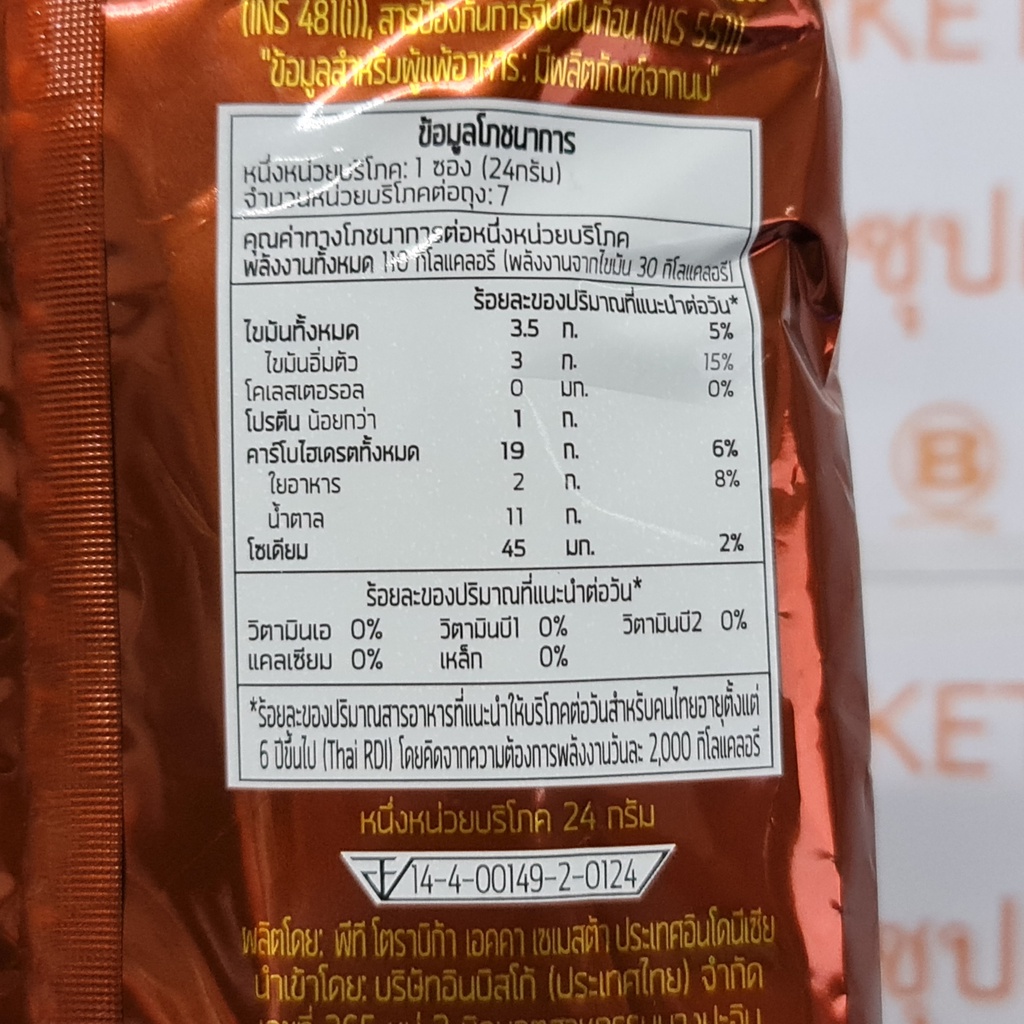 (INS 481(i)), สารป้องกันการจับเป็นก้อน (INS 551)
"ข้อมูลสำหรับผู้แพ้อาหาร: มีผลิตภัณฑ์จากนม"
ข้อมูลโภชนาการ
หนึ่งหน่วยบริโภค: 1 ซอง (24กรัม)
จำนวนหน่วยบริโภคต่อถุง: 7
คุณค่าทางโภชนาการต่อหนึ่งหน่วยบริโภค
พลังงานทั้งหมด 110 กิโลแคลอรี (พลังงานจากไขมัน 30 กิโลแคลอรี)
ร้อยละของปริมาณที่แนะนำต่อวัน*
ไขมันทั้งหมด 3.5 ก. 5%
ไขมันอิ่มตัว 3 ก. 15%
โคเลสเตอรอล 0 มก. 0%
โปรตีน น้อยกว่า 1 ก.
คาร์โบไฮเดรตทั้งหมด 19 ก. 6%
ใยอาหาร 2 ก. 8%
น้ำตาล 11 ก.
โซเดียม 45 มก. 2%
ร้อยละของปริมาณที่แนะนำต่อวัน*
วิตามินเอ 0% วิตามินบี1 0% วิตามินบี2 0%
แคลเซียม 0% เหล็ก 0%
*ร้อยละของปริมาณสารอาหารที่แนะนำให้บริโภคต่อวันสำหรับคนไทยอายุตั้งแต่
6 ปีขึ้นไป (Thai RDI) โดยคิดจากความต้องการพลังงานวันละ 2,000 กิโลแคลอรี
หนึ่งหน่วยบริโภค 24 กรัม
14-4-00149-2-0124
ผลิตโดย: พีที โตราบิก้า เอคคา เซเมสต้า ประเทศอินโดนีเซีย
นำเข้าโดย: บริษัทอินบิสโก้ (ประเทศไทย) จำกัด
KET
ซุป
B
KET
ซุป